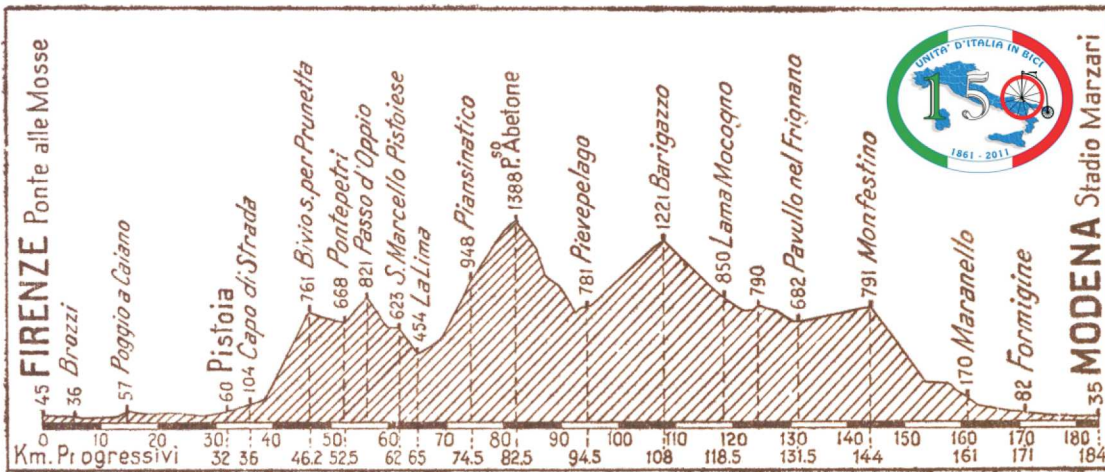 45 FIRENZE Ponte alle Mosse
36 Brozzi
57 Poggio a Caiano
60 Pistoia
104 Capo di Strada
761 Bivio s. per Prunetta
668 Pontepetri
821 Passo d'Oppio
623 S. Marcello Pistoiese
454 La Lima
948 Piansinatico
1388 P.so Abetone
781 Pievepelago
1221 Barigazzo
850 Lama Mocogno
790
682 Pavullo nel Frignano
791 Monfestino
170 Maranello
82 Formigine
35 MODENA Stadio Marzari
UNITA' D'ITALIA IN BICI
150
1861 - 2011
0 10 20 30 40 50 60 70 80 90 100 110 120 130 140 150 160 170 180
Km. Progressivi 32 36 46.2 52.5 62 65 74.5 82.5 94.5 108 118.5 126 131.5 144 161 171 184